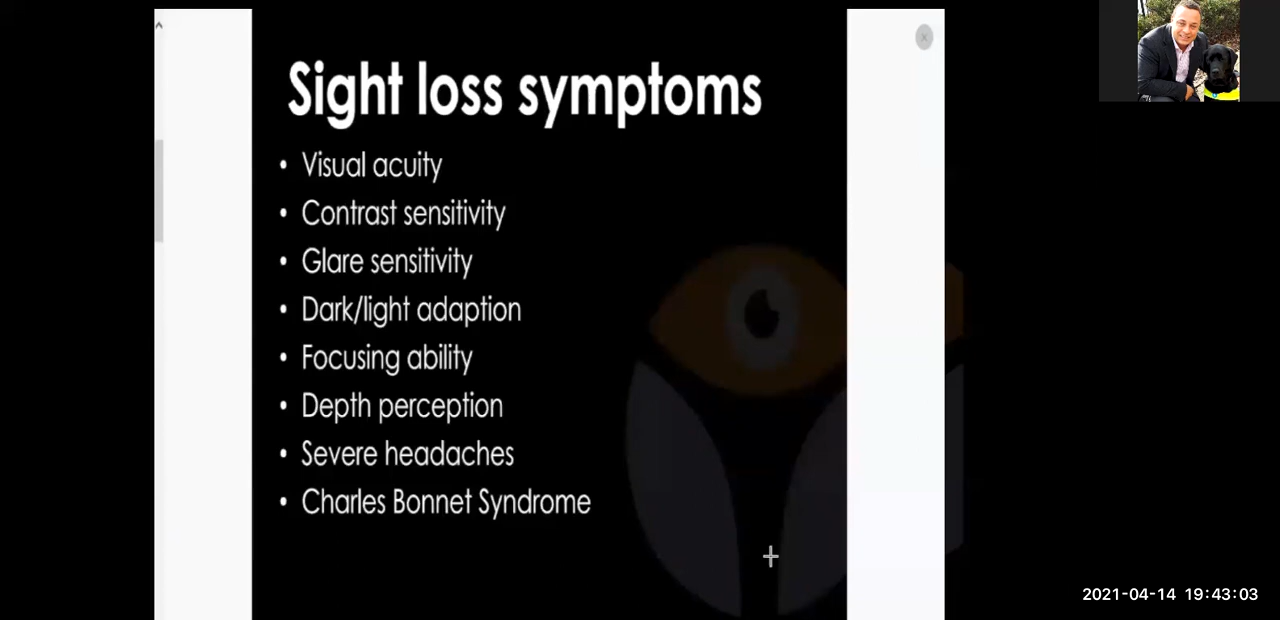 Sight loss symptoms
• Visual acuity
• Contrast sensitivity
• Glare sensitivity
• Dark/light adaption
• Focusing ability
• Depth perception
• Severe headaches
• Charles Bonnet Syndrome
2021-04-14 19:43:03